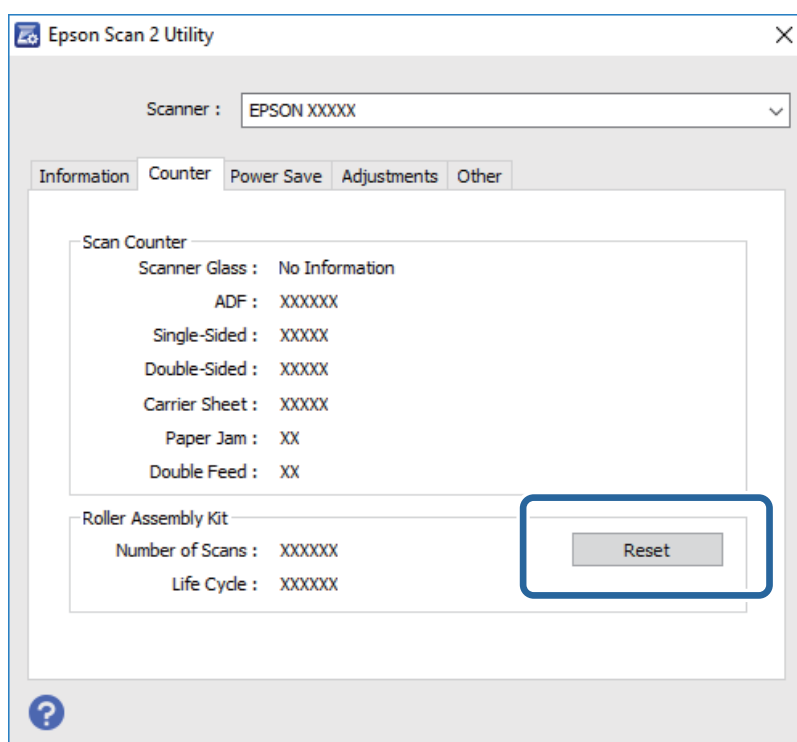 Epson Scan 2 Utility
Scanner : EPSON XXXXX
Information Counter Power Save Adjustments Other
Scan Counter
Scanner Glass : No Information
ADF : XXXXXX
Single-Sided : XXXXX
Double-Sided : XXXXX
Carrier Sheet : XXXXX
Paper Jam : XX
Double Feed : XX
Roller Assembly Kit
Number of Scans : XXXXXX Reset
Life Cycle : XXXXXX
?